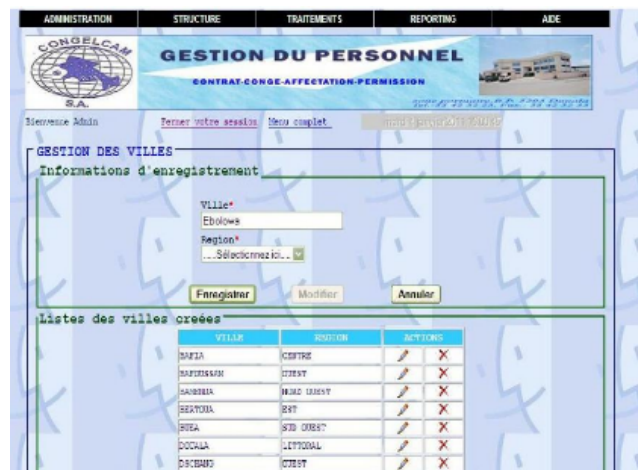 ADMINISTRATION STRUCTURE TRAITEMENTS REPORTING AIDE
CONGELCAM
S.A.
GESTION DU PERSONNEL
CONTRAT-CONGE-AFFECTATION-PERMISSION
Bienvenue Admin Fermer votre session Menu complet
GESTION DES VILLES
Informations d'enregistrement
Ville*
Ebolowa
Region*
....Sélectionnez ici....
Enregistrer Modifier Annuler
Listes des villes creées
VILLE REGION ACTIONS
BAFIA CENTRE
BAFOUSSAM OUEST
BAMENDA NORD OUEST
BERTOUA EST
BUEA SUD OUEST
DOUALA LITTORAL
DSCHANG OUEST